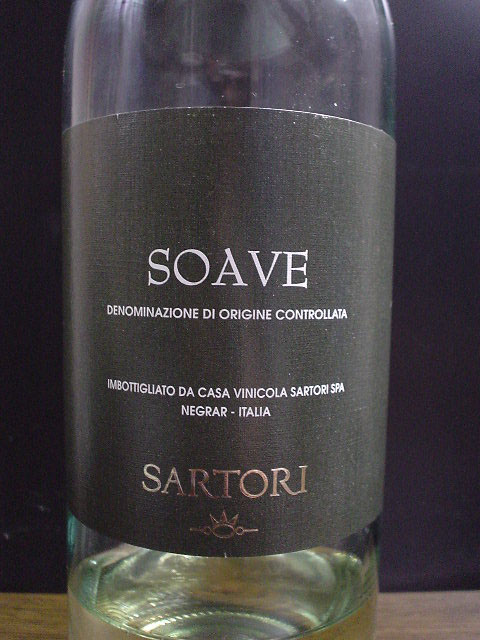 SOAVE
DENOMINAZIONE DI ORIGINE CONTROLLATA
IMBOTTIGLIATO DA CASA VINICOLA SARTORI SPA
NEGRAR - ITALIA
SARTORI